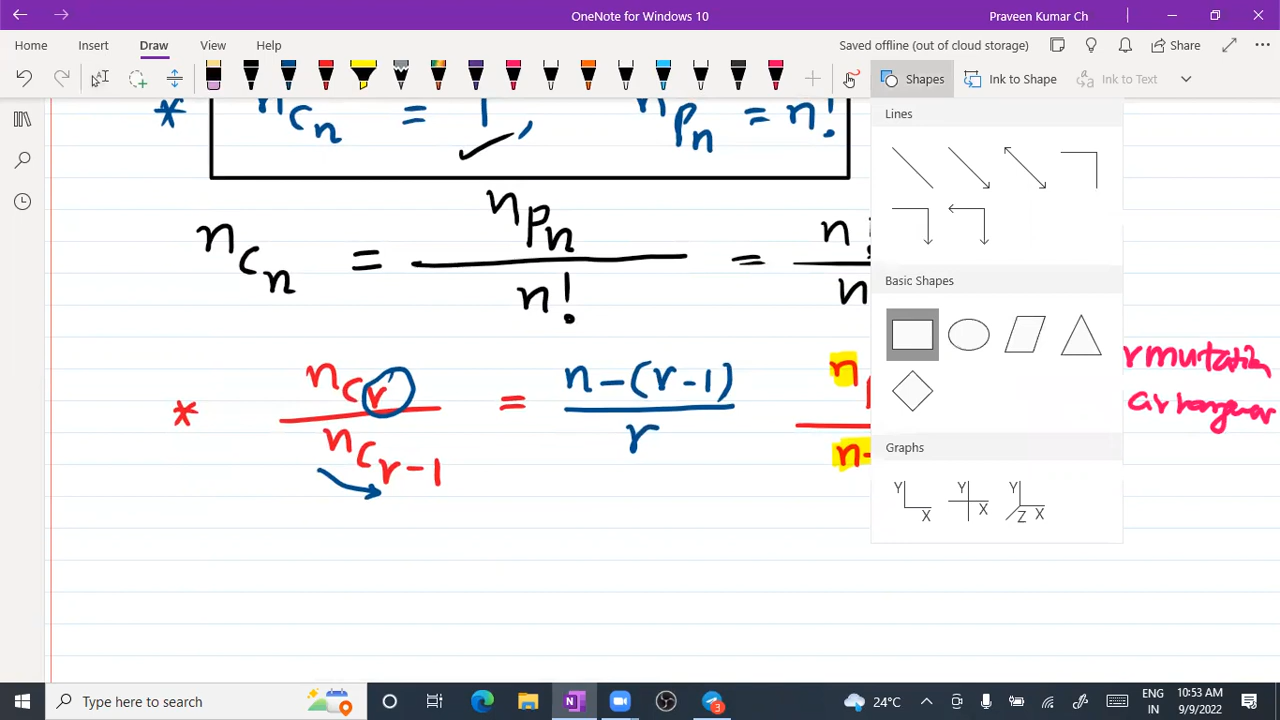 OneNote for Windows 10
Praveen Kumar Ch
Home Insert Draw View Help
Saved offline (out of cloud storage)
Share
Shapes
Ink to Shape
Ink to Text
Lines
* nCn = 1, nPn = n!
nCn = nPn / n! = n! / n
Basic Shapes
* nCr / nCr-1 = n-(r-1) / r
n
n-
rmutation
Graphs
Y X Y X Y Z X
Type here to search
3
24°C
ENG
IN
10:53 AM
9/9/2022